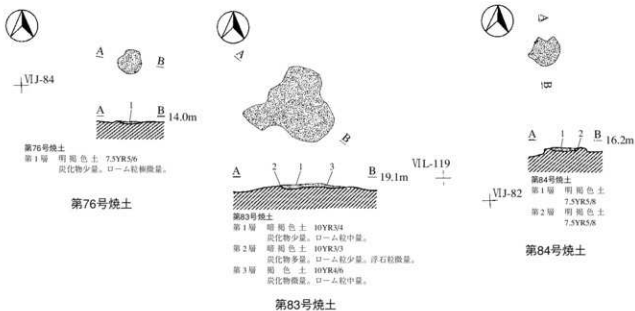 A
B
ⅥJ-84
A
1
B
14.0m
第76号焼土
第1層 明褐色土 7.5YR5/6
炭化物少量。ローム粒極微量。
第76号焼土
A
B
A
2
1
3
B
19.1m
ⅥL-119
第83号焼土
第1層 暗褐色土 10YR3/4
炭化物少量。ローム粒中量。
第2層 暗褐色土 10YR3/3
炭化物多量。ローム粒少量。浮石粒微量。
第3層 褐色土 10YR4/6
炭化物微量。ローム粒中量。
第83号焼土
A
B
A
1
2
B
16.2m
ⅥJ-82
第84号焼土
第1層 明褐色土
7.5YR5/8
第2層 明褐色土
7.5YR5/8
第84号焼土